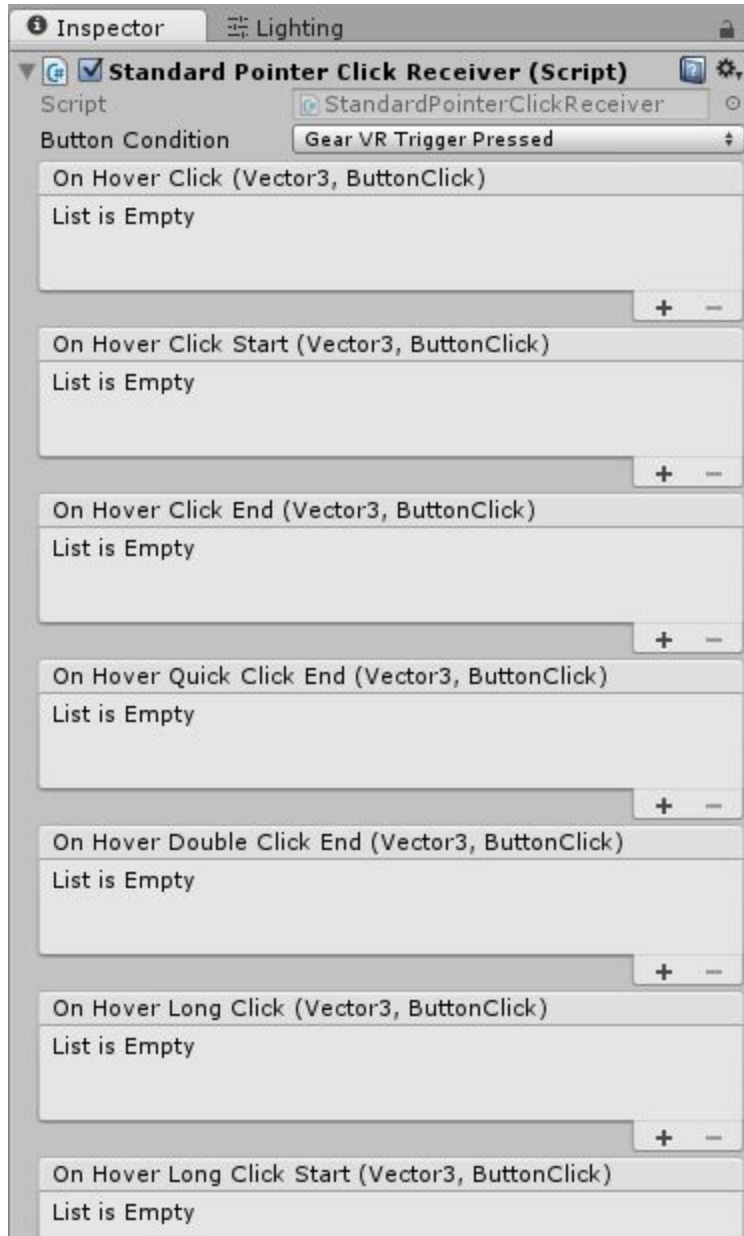 Inspector Lighting
Standard Pointer Click Receiver (Script)
Script StandardPointerClickReceiver
Button Condition Gear VR Trigger Pressed
On Hover Click (Vector3, ButtonClick)
List is Empty
+ −
On Hover Click Start (Vector3, ButtonClick)
List is Empty
+ −
On Hover Click End (Vector3, ButtonClick)
List is Empty
+ −
On Hover Quick Click End (Vector3, ButtonClick)
List is Empty
+ −
On Hover Double Click End (Vector3, ButtonClick)
List is Empty
+ −
On Hover Long Click (Vector3, ButtonClick)
List is Empty
+ −
On Hover Long Click Start (Vector3, ButtonClick)
List is Empty